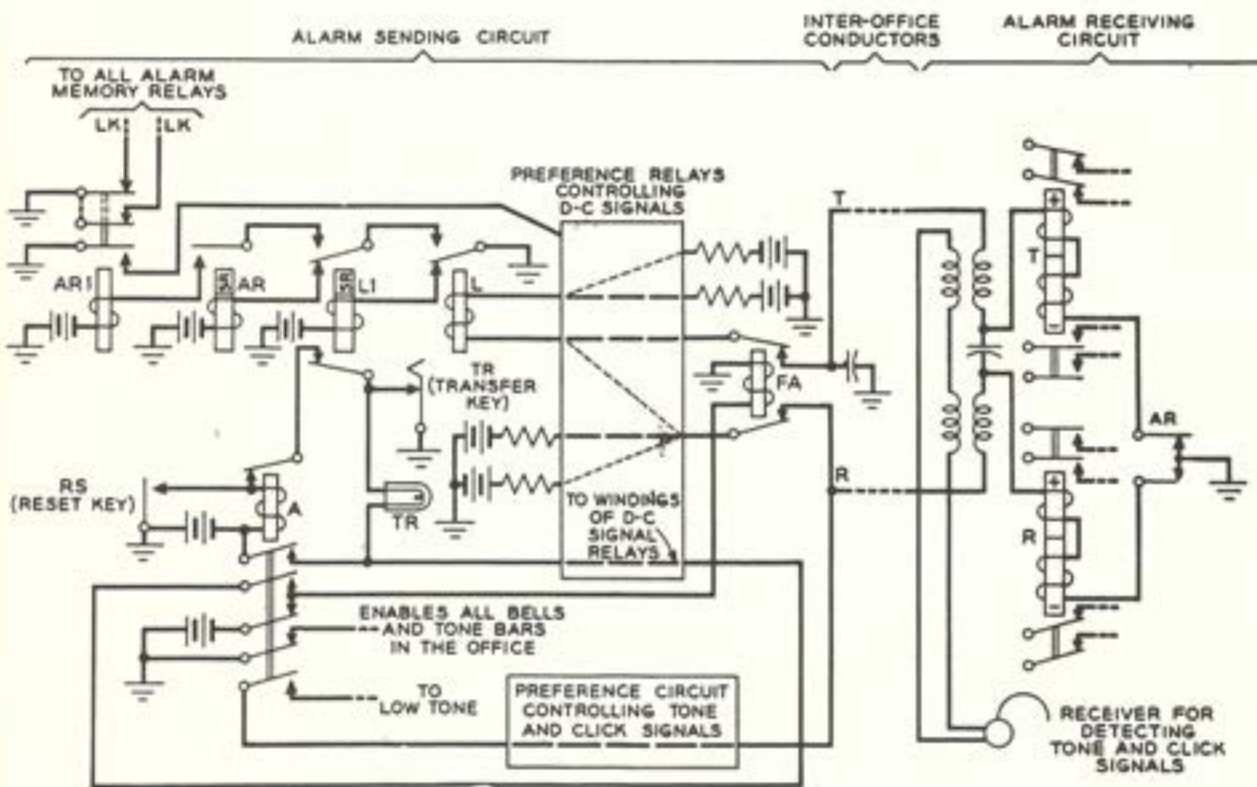 ALARM SENDING CIRCUIT
INTER-OFFICE
CONDUCTORS
ALARM RECEIVING
CIRCUIT
TO ALL ALARM
MEMORY RELAYS
LK
LK
PREFERENCE RELAYS
CONTROLLING
D-C SIGNALS
T
+
T
-
AR1
SR
AR
SR
L1
L
TR
(TRANSFER
KEY)
FA
AR
RS
(RESET KEY)
A
TR
TO WINDINGS
OF D-C
SIGNAL
RELAYS
R
+
R
-
ENABLES ALL BELLS
AND TONE BARS
IN THE OFFICE
TO
LOW TONE
PREFERENCE CIRCUIT
CONTROLLING TONE
AND CLICK SIGNALS
RECEIVER FOR
DETECTING
TONE AND CLICK
SIGNALS